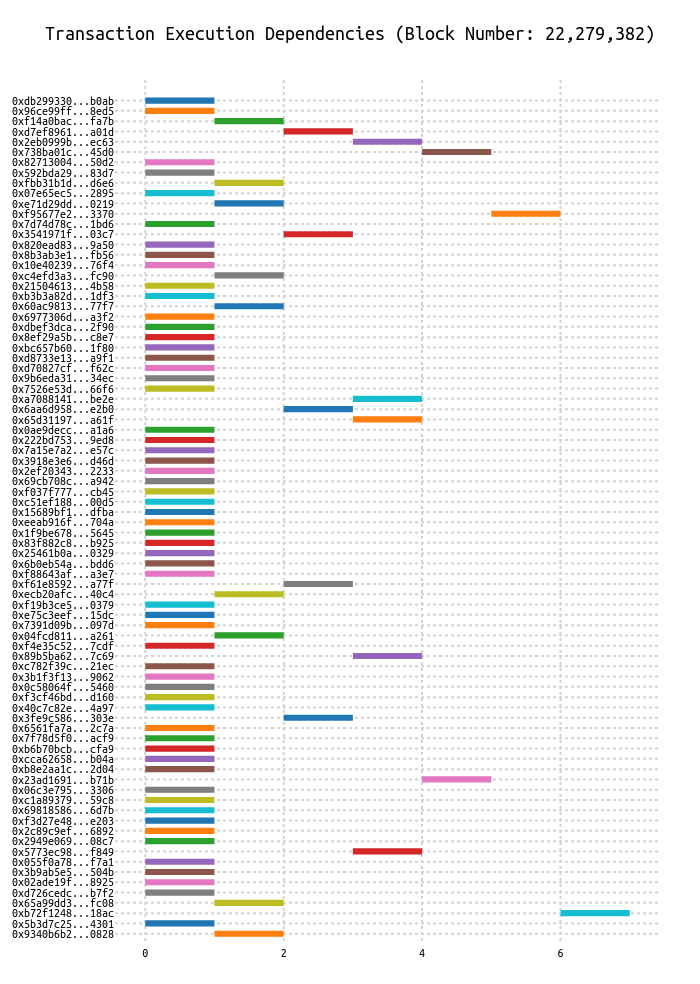 Transaction Execution Dependencies (Block Number: 22,279,382)
0xdb299330...b0ab
0x96ce99ff...8ed5
0xf14a0bac...fa7b
0xd7ef8961...a01d
0x2eb0999b...ec63
0x738ba01c...45d0
0x82713004...50d2
0x592bda29...83d7
0xfbb31b1d...d6e6
0x07e65ec5...2895
0xe71d29dd...0219
0xf95677e2...3370
0x7d74d78c...1bd6
0x3541971f...03c7
0x820ead83...9a50
0x8b3ab3e1...fb56
0x10e40239...76f4
0xc4efd3a3...fc90
0x21504613...4b58
0xb3b3a82d...1df3
0x60ac9813...77f7
0x6977306d...a3f2
0xdbef3dca...2f90
0x8ef29a5b...c8e7
0xbc657b60...1f80
0xd8733e13...a9f1
0xd70827cf...f62c
0x9b6eda31...34ec
0x7526e53d...66f6
0xa7088141...be2e
0x6aa6d958...e2b0
0x65d31197...a61f
0x0ae9decc...a1a6
0x222bd753...9ed8
0x7a15e7a2...e57c
0x3918e3e6...d46d
0x2ef20343...2233
0x69cb708c...a942
0xf037f777...cb45
0xc51ef188...00d5
0x15689bf1...dfba
0xeeab916f...704a
0x1f9be678...5645
0x83f882c8...b925
0x25461b0a...0329
0x6b0eb54a...bdd6
0xf88643af...a3e7
0xf61e8592...a77f
0xecb20afc...40c4
0xf19b3ce5...0379
0xe75c3eef...15dc
0x7391d09b...097d
0x04fcd811...a261
0xf4e35c52...7cdf
0x89b5ba62...7c69
0xc782f39c...21ec
0x3b1f3f13...9062
0x0c58064f...5460
0xf3cf46bd...d160
0x40c7c82e...4a97
0x3fe9c586...303e
0x6561fa7a...2c7a
0x7f78d5f0...acf9
0xb6b70bcb...cfa9
0xcca62658...b04a
0xb8e2aa1c...2d04
0x23ad1691...b71b
0x06c3e795...3306
0xc1a89379...59c8
0x69818586...6d7b
0xf3d27e48...e203
0x2c89c9ef...6892
0x2949e069...08c7
0x5773ec98...f849
0x055f0a78...f7a1
0x3b9ab5e5...504b
0x02ade19f...8925
0xd726cedc...b7f2
0x65a99dd3...fc08
0xb72f1248...18ac
0x5b3d7c25...4301
0x9340b6b2...0828
0 2 4 6